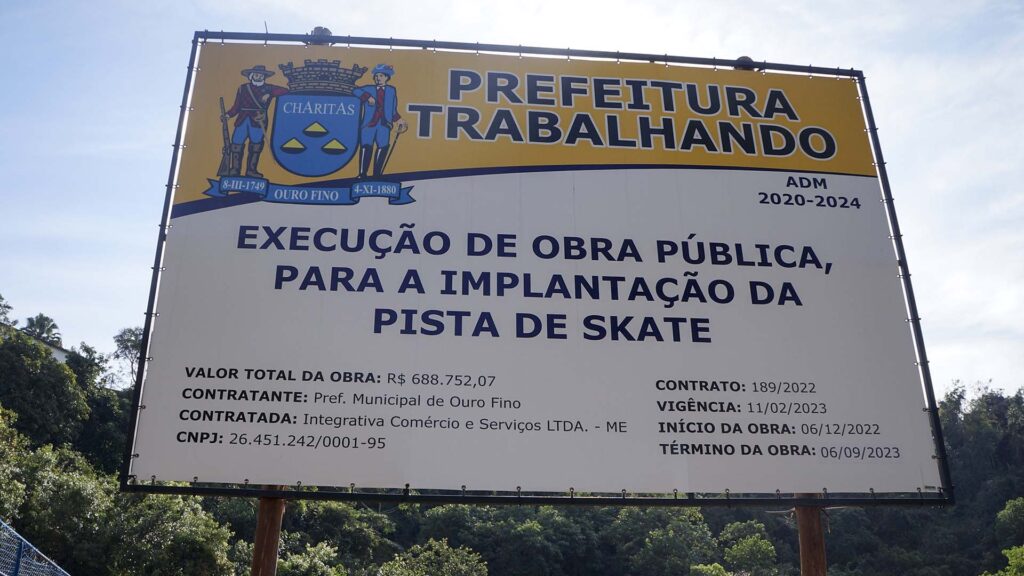 CHARITAS
8-III-1749
OURO FINO
4-XI-1880
PREFEITURA
TRABALHANDO
ADM
2020-2024
EXECUÇÃO DE OBRA PÚBLICA,
PARA A IMPLANTAÇÃO DA
PISTA DE SKATE
VALOR TOTAL DA OBRA: R$ 688.752,07
CONTRATANTE: Pref. Municipal de Ouro Fino
CONTRATADA: Integrativa Comércio e Serviços LTDA. - ME
CNPJ: 26.451.242/0001-95
CONTRATO: 189/2022
VIGÊNCIA: 11/02/2023
INÍCIO DA OBRA: 06/12/2022
TÉRMINO DA OBRA: 06/09/2023